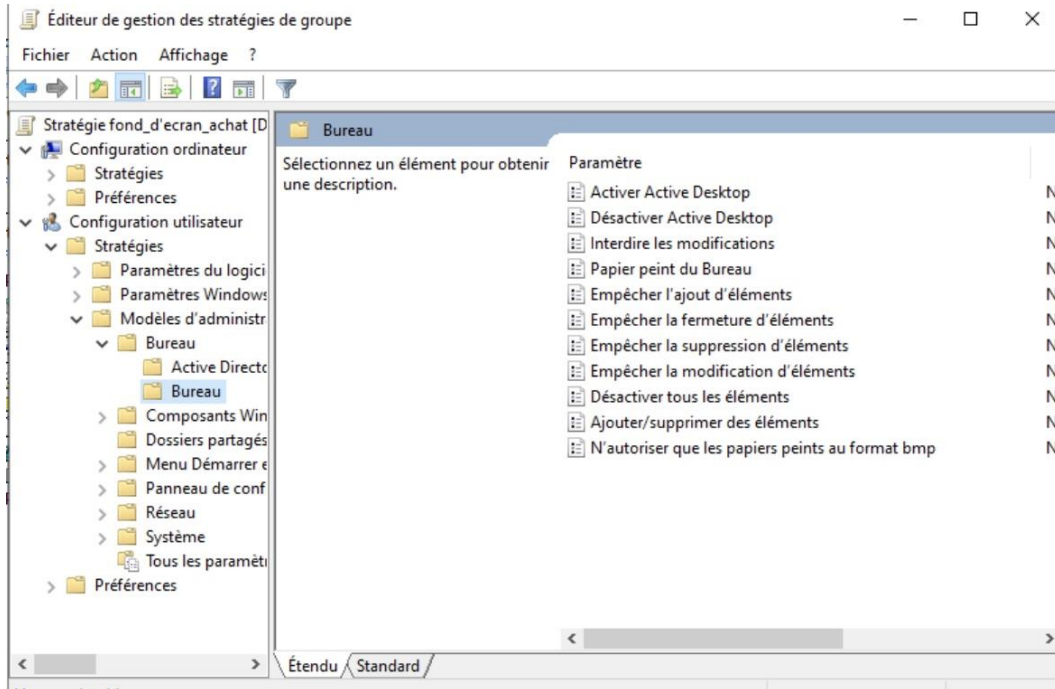 Éditeur de gestion des stratégies de groupe
Fichier Action Affichage ?
Stratégie fond_d'ecran_achat [D
Configuration ordinateur
Stratégies
Préférences
Configuration utilisateur
Stratégies
Paramètres du logici
Paramètres Windows
Modèles d'administr
Bureau
Active Directo
Bureau
Composants Win
Dossiers partagés
Menu Démarrer e
Panneau de conf
Réseau
Système
Tous les paramètr
Préférences
Bureau
Sélectionnez un élément pour obtenir
une description.
Paramètre
Activer Active Desktop N
Désactiver Active Desktop N
Interdire les modifications N
Papier peint du Bureau N
Empêcher l'ajout d'éléments N
Empêcher la fermeture d'éléments N
Empêcher la suppression d'éléments N
Empêcher la modification d'éléments N
Désactiver tous les éléments N
Ajouter/supprimer des éléments N
N'autoriser que les papiers peints au format bmp N
Étendu Standard